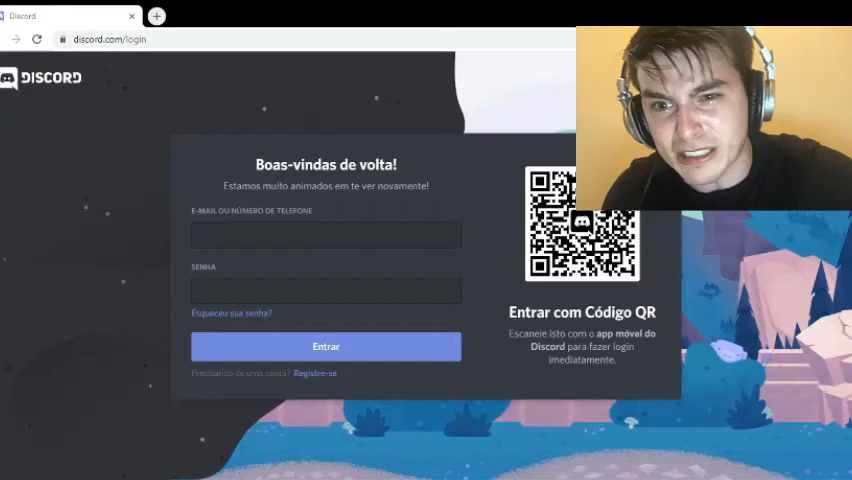 Discord
discord.com/login
DISCORD
Boas-vindas de volta!
Estamos muito animados em te ver novamente!
E-MAIL OU NÚMERO DE TELEFONE
SENHA
Esqueceu sua senha?
Entrar
Precisando de uma conta? Registre-se
Entrar com Código QR
Escaneie isto com o app móvel do
Discord para fazer login
imediatamente.